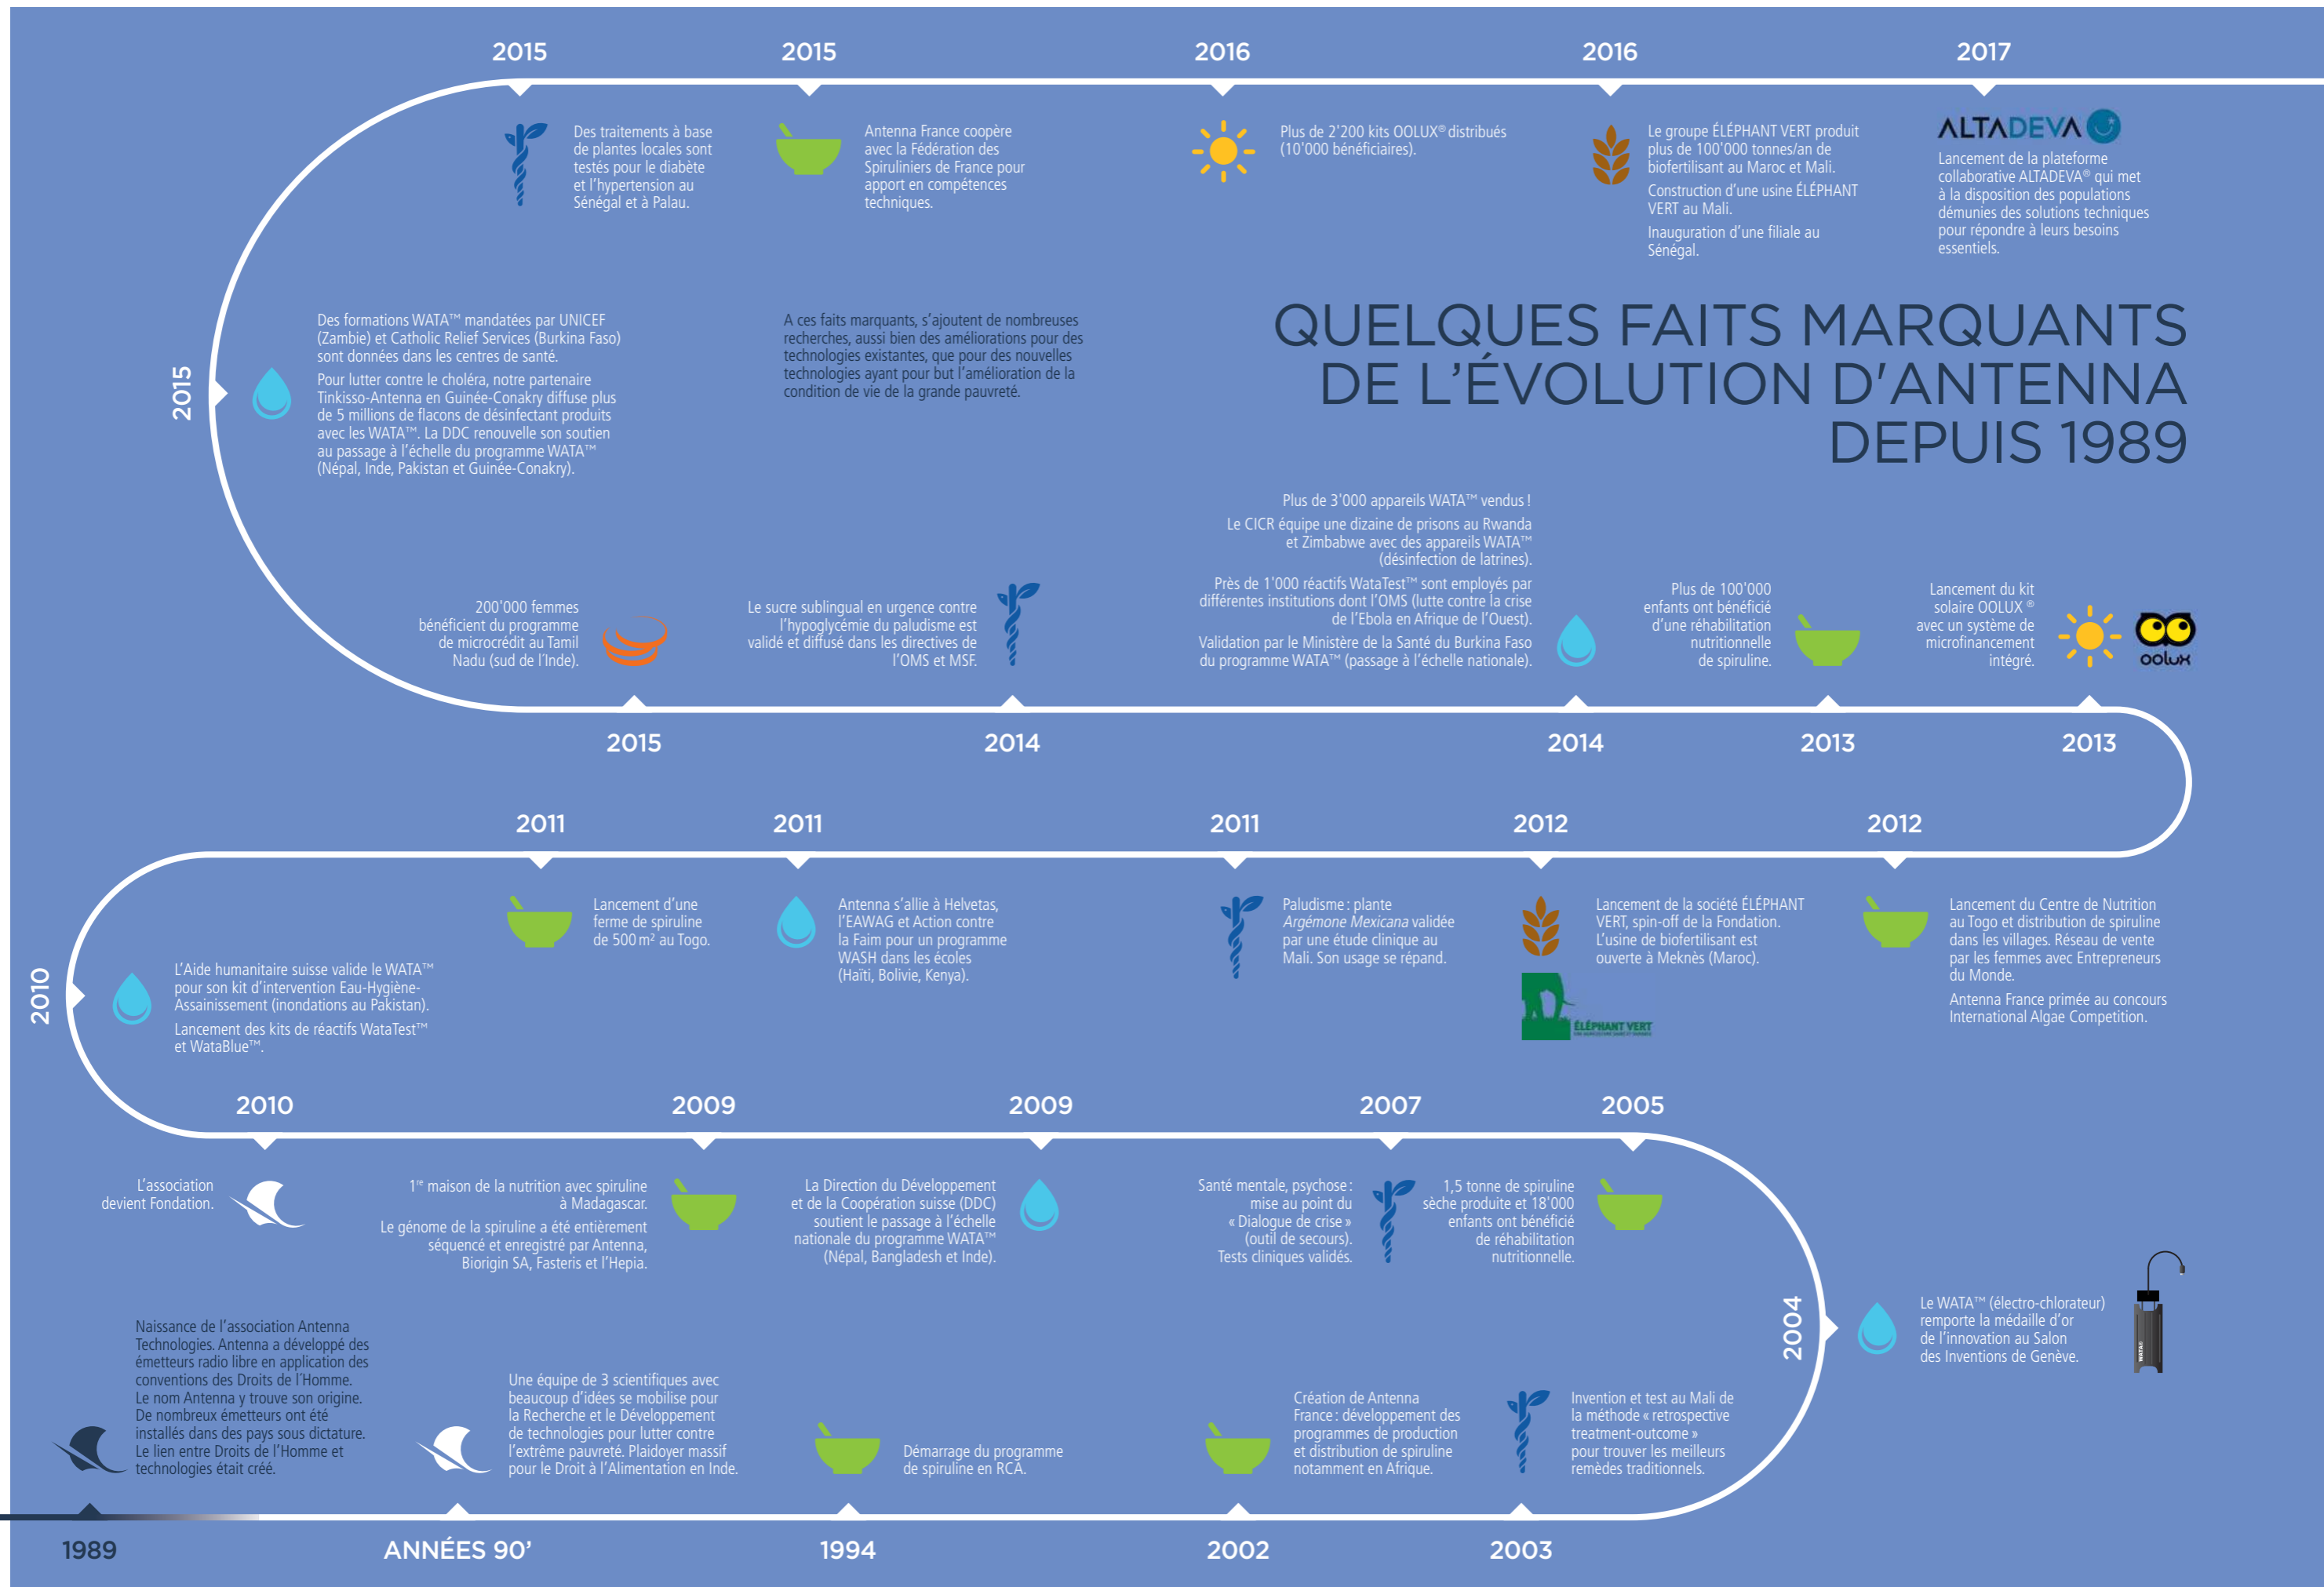 2015
Des traitements à base
de plantes locales sont
testés pour le diabète
et l'hypertension au
Sénégal et à Palau.
2015
Antenna France coopère
avec la Fédération des
Spiruliniers de France pour
apport en compétences
techniques.
2016
Plus de 2'200 kits OOLUX® distribués
(10'000 bénéficiaires).
2016
Le groupe ÉLÉPHANT VERT produit
plus de 100'000 tonnes/an de
biofertilisant au Maroc et Mali.
Construction d'une usine ÉLÉPHANT
VERT au Mali.
Inauguration d'une filiale au
Sénégal.
2017
ALTADEVA
Lancement de la plateforme
collaborative ALTADEVA® qui met
à la disposition des populations
démunies des solutions techniques
pour répondre à leurs besoins
essentiels.
2015
Des formations WATA™ mandatées par UNICEF
(Zambie) et Catholic Relief Services (Burkina Faso)
sont données dans les centres de santé.
Pour lutter contre le choléra, notre partenaire
Tinkisso-Antenna en Guinée-Conakry diffuse plus
de 5 millions de flacons de désinfectant produits
avec les WATA™. La DDC renouvelle son soutien
au passage à l'échelle du programme WATA™
(Népal, Inde, Pakistan et Guinée-Conakry).
A ces faits marquants, s'ajoutent de nombreuses
recherches, aussi bien des améliorations pour des
technologies existantes, que pour des nouvelles
technologies ayant pour but l'amélioration de la
condition de vie de la grande pauvreté.
QUELQUES FAITS MARQUANTS
DE L'ÉVOLUTION D'ANTENNA
DEPUIS 1989
200'000 femmes
bénéficient du programme
de microcrédit au Tamil
Nadu (sud de l'Inde).
2015
Le sucre sublingual en urgence contre
l'hypoglycémie du paludisme est
validé et diffusé dans les directives de
l'OMS et MSF.
2014
Plus de 3'000 appareils WATA™ vendus !
Le CICR équipe une dizaine de prisons au Rwanda
et Zimbabwe avec des appareils WATA™
(désinfection de latrines).
Près de 1'000 réactifs WataTest™ sont employés par
différentes institutions dont l'OMS (lutte contre la crise
de l'Ebola en Afrique de l'Ouest).
Validation par le Ministère de la Santé du Burkina Faso
du programme WATA™ (passage à l'échelle nationale).
2014
Plus de 100'000
enfants ont bénéficié
d'une réhabilitation
nutritionnelle
de spiruline.
2013
Lancement du kit
solaire OOLUX ®
avec un système de
microfinancement
intégré.
oolux
2013
2011
Lancement d'une
ferme de spiruline
de 500 m² au Togo.
2011
Antenna s'allie à Helvetas,
l'EAWAG et Action contre
la Faim pour un programme
WASH dans les écoles
(Haïti, Bolivie, Kenya).
2011
Paludisme : plante
Argémone Mexicana validée
par une étude clinique au
Mali. Son usage se répand.
2012
Lancement de la société ÉLÉPHANT
VERT, spin-off de la Fondation.
L'usine de biofertilisant est
ouverte à Meknès (Maroc).
ÉLÉPHANT VERT
2012
Lancement du Centre de Nutrition
au Togo et distribution de spiruline
dans les villages. Réseau de vente
par les femmes avec Entrepreneurs
du Monde.
Antenna France primée au concours
International Algae Competition.
2010
L'Aide humanitaire suisse valide le WATA™
pour son kit d'intervention Eau-Hygiène-
Assainissement (inondations au Pakistan).
Lancement des kits de réactifs WataTest™
et WataBlue™.
2010
L'association
devient Fondation.
2009
1re maison de la nutrition avec spiruline
à Madagascar.
Le génome de la spiruline a été entièrement
séquencé et enregistré par Antenna,
Biorigin SA, Fasteris et l'Hepia.
2009
La Direction du Développement
et de la Coopération suisse (DDC)
soutient le passage à l'échelle
nationale du programme WATA™
(Népal, Bangladesh et Inde).
2007
Santé mentale, psychose :
mise au point du
« Dialogue de crise »
(outil de secours).
Tests cliniques validés.
2005
1,5 tonne de spiruline
sèche produite et 18'000
enfants ont bénéficié
de réhabilitation
nutritionnelle.
2004
Le WATA™ (électro-chlorateur)
remporte la médaille d'or
de l'innovation au Salon
des Inventions de Genève.
WATA
Naissance de l'association Antenna
Technologies. Antenna a développé des
émetteurs radio libre en application des
conventions des Droits de l'Homme.
Le nom Antenna y trouve son origine.
De nombreux émetteurs ont été
installés dans des pays sous dictature.
Le lien entre Droits de l'Homme et
technologies était créé.
1989
Une équipe de 3 scientifiques avec
beaucoup d'idées se mobilise pour
la Recherche et le Développement
de technologies pour lutter contre
l'extrême pauvreté. Plaidoyer massif
pour le Droit à l'Alimentation en Inde.
ANNÉES 90'
Démarrage du programme
de spiruline en RCA.
1994
Création de Antenna
France : développement des
programmes de production
et distribution de spiruline
notamment en Afrique.
2002
Invention et test au Mali de
la méthode « retrospective
treatment-outcome »
pour trouver les meilleurs
remèdes traditionnels.
2003